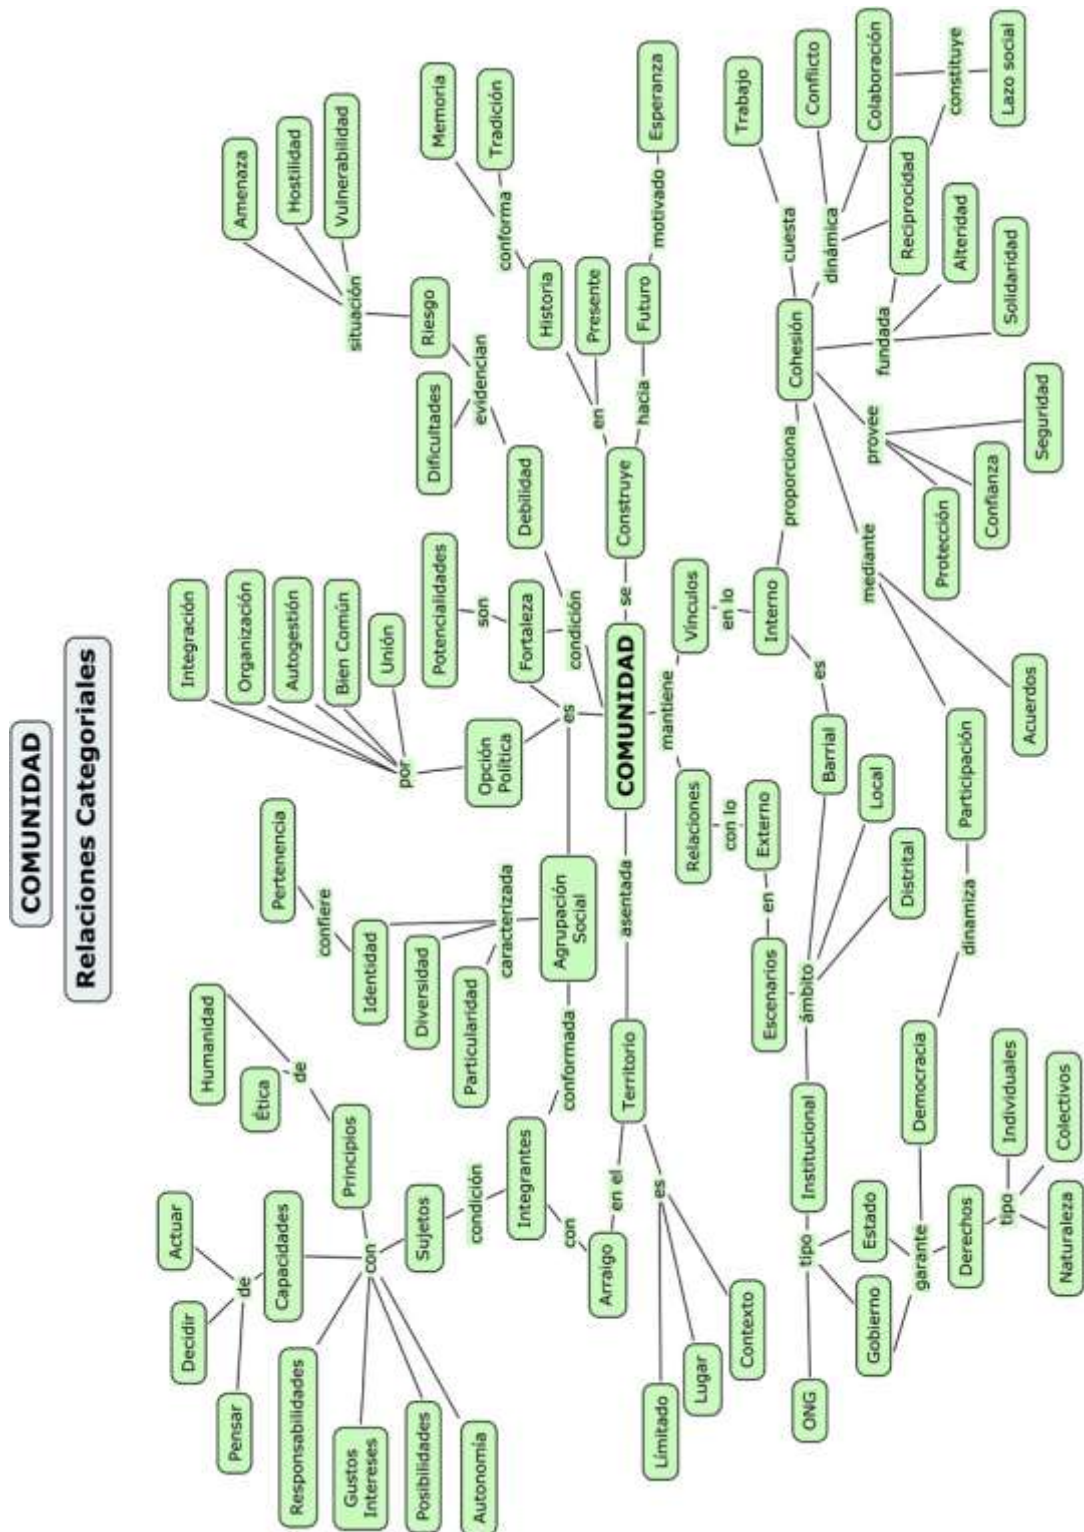 COMUNIDAD
Relaciones Categoriales
Actuar
Decidir
Pensar
de
Capacidades
Responsabilidades
Gustos
Intereses
Posibilidades
Autonomía
con
Humanidad
Ética
de
Principios
Sujetos
condición
Integrantes
con
Arraigo
en el
conformada
Pertenencia
confiere
Identidad
Diversidad
Particularidad
caracterizada
Agrupación
Social
Integración
Organización
Autogestión
Bien Común
Unión
por
Opción
Política
es
Potencialidades
son
Fortaleza
condición
Debilidad
evidencian
Dificultades
Riesgo
situación
Amenaza
Hostilidad
Vulnerabilidad
Memoria
Tradición
conforma
Historia
Presente
en
Construye
se
hacia
Futuro
motivado
Esperanza
COMUNIDAD
asentada
Territorio
es
Límitado
Lugar
Contexto
mantiene
Relaciones
con lo
Externo
en
Escenarios
ámbito
Vínculos
en lo
Interno
es
Barrial
Local
Distrital
Institucional
tipo
ONG
Gobierno
Estado
garante
Democracia
Derechos
tipo
Individuales
Colectivos
Naturaleza
dinamiza
Participación
Acuerdos
mediante
proporciona
Cohesión
cuesta
Trabajo
dinámica
Conflicto
Colaboración
Reciprocidad
constituye
Lazo social
fundada
Alteridad
Solidaridad
provee
Protección
Confianza
Seguridad